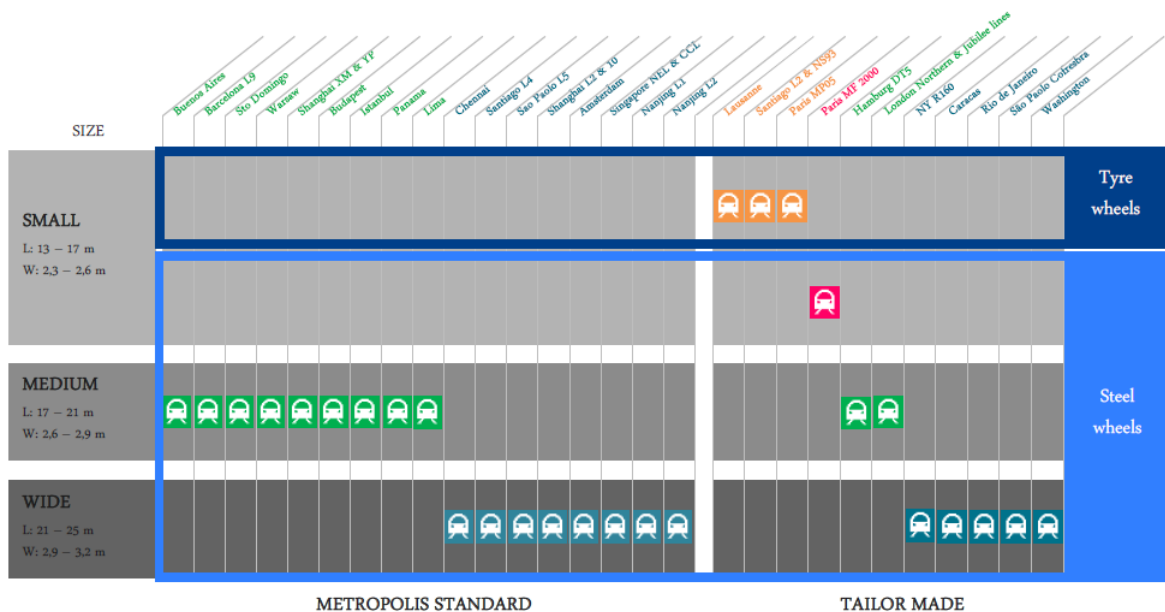 Buenos Aires
Barcelona L9
Sto Domingo
Warsaw
Shanghai XM & YP
Budapest
Istanbul
Panama
Lima
Chennai
Santiago L4
Sao Paolo L5
Shanghai L2 & 10
Amsterdam
Singapore NEL & CCL
Nanjing L1
Nanjing L2
Lausanne
Santiago L2 & NS93
Paris MP05
Paris MF 2000
Hamburg DT5
London Northern & Jubilee lines
NY R160
Caracas
Rio de Janeiro
São Paolo Cofresbra
Washington
SIZE
SMALL
L: 13 – 17 m
W: 2,3 – 2,6 m
Tyre
wheels
MEDIUM
L: 17 – 21 m
W: 2,6 – 2,9 m
Steel
wheels
WIDE
L: 21 – 25 m
W: 2,9 – 3,2 m
METROPOLIS STANDARD
TAILOR MADE